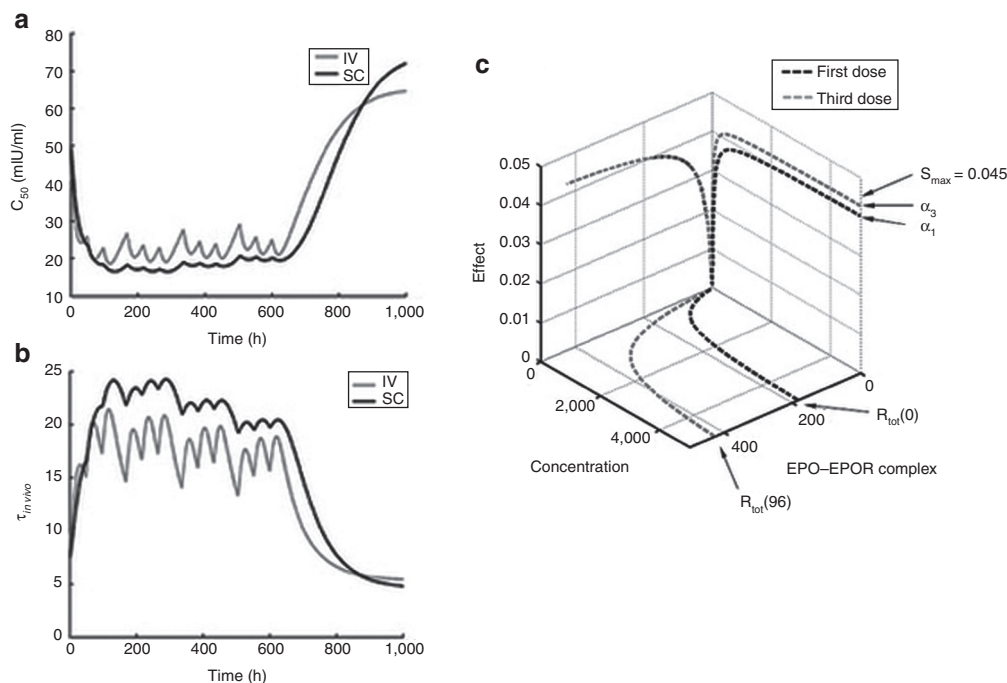 a
80
70
60
50
40
30
20
10
C50 (mIU/ml)
IV
SC
0 200 400 600 800 1,000
Time (h)
b
25
20
15
10
5
0
τin vivo
IV
SC
0 200 400 600 800 1,000
Time (h)
c
First dose
Third dose
0.05
0.04
0.03
0.02
0.01
0
Effect
Smax = 0.045
α3
α1
0
2,000
4,000
Concentration
0
200
400
EPO–EPOR complex
Rtot(0)
Rtot(96)